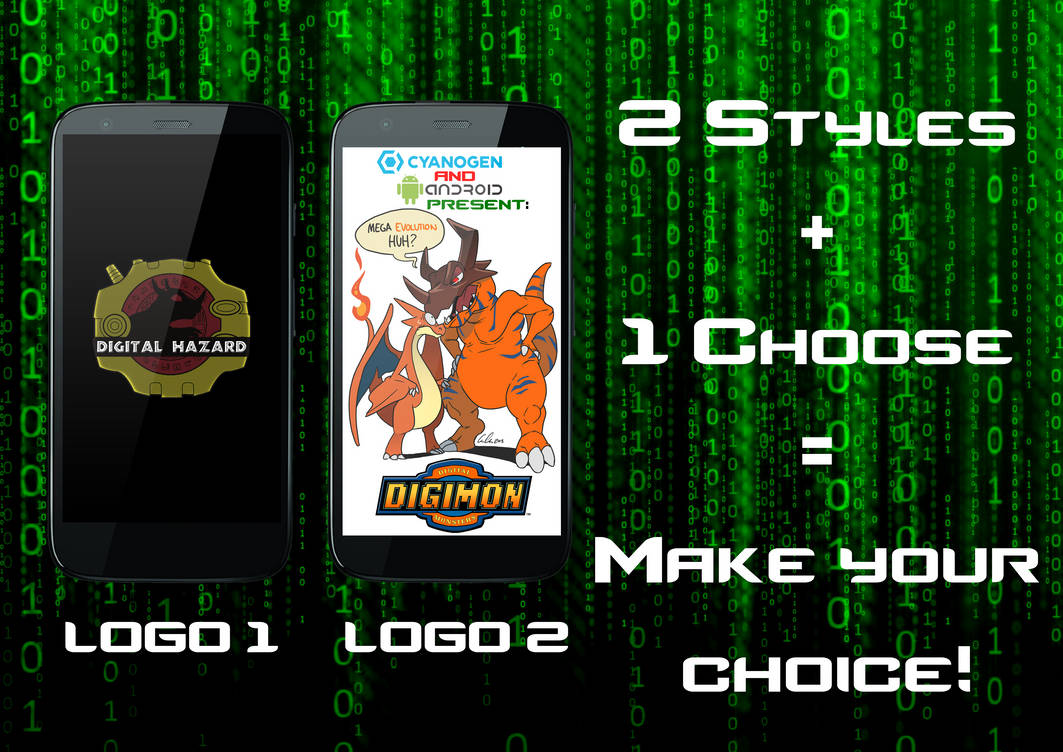 2 Styles
+
1 Choose
=
Make your
choice!
CYANOGEN
AND
ANDROID
PRESENT:
MEGA EVOLUTION
HUH?
DIGITAL HAZARD
DIGITAL
DIGIMON
MONSTERS
LOGO 1
LOGO 2